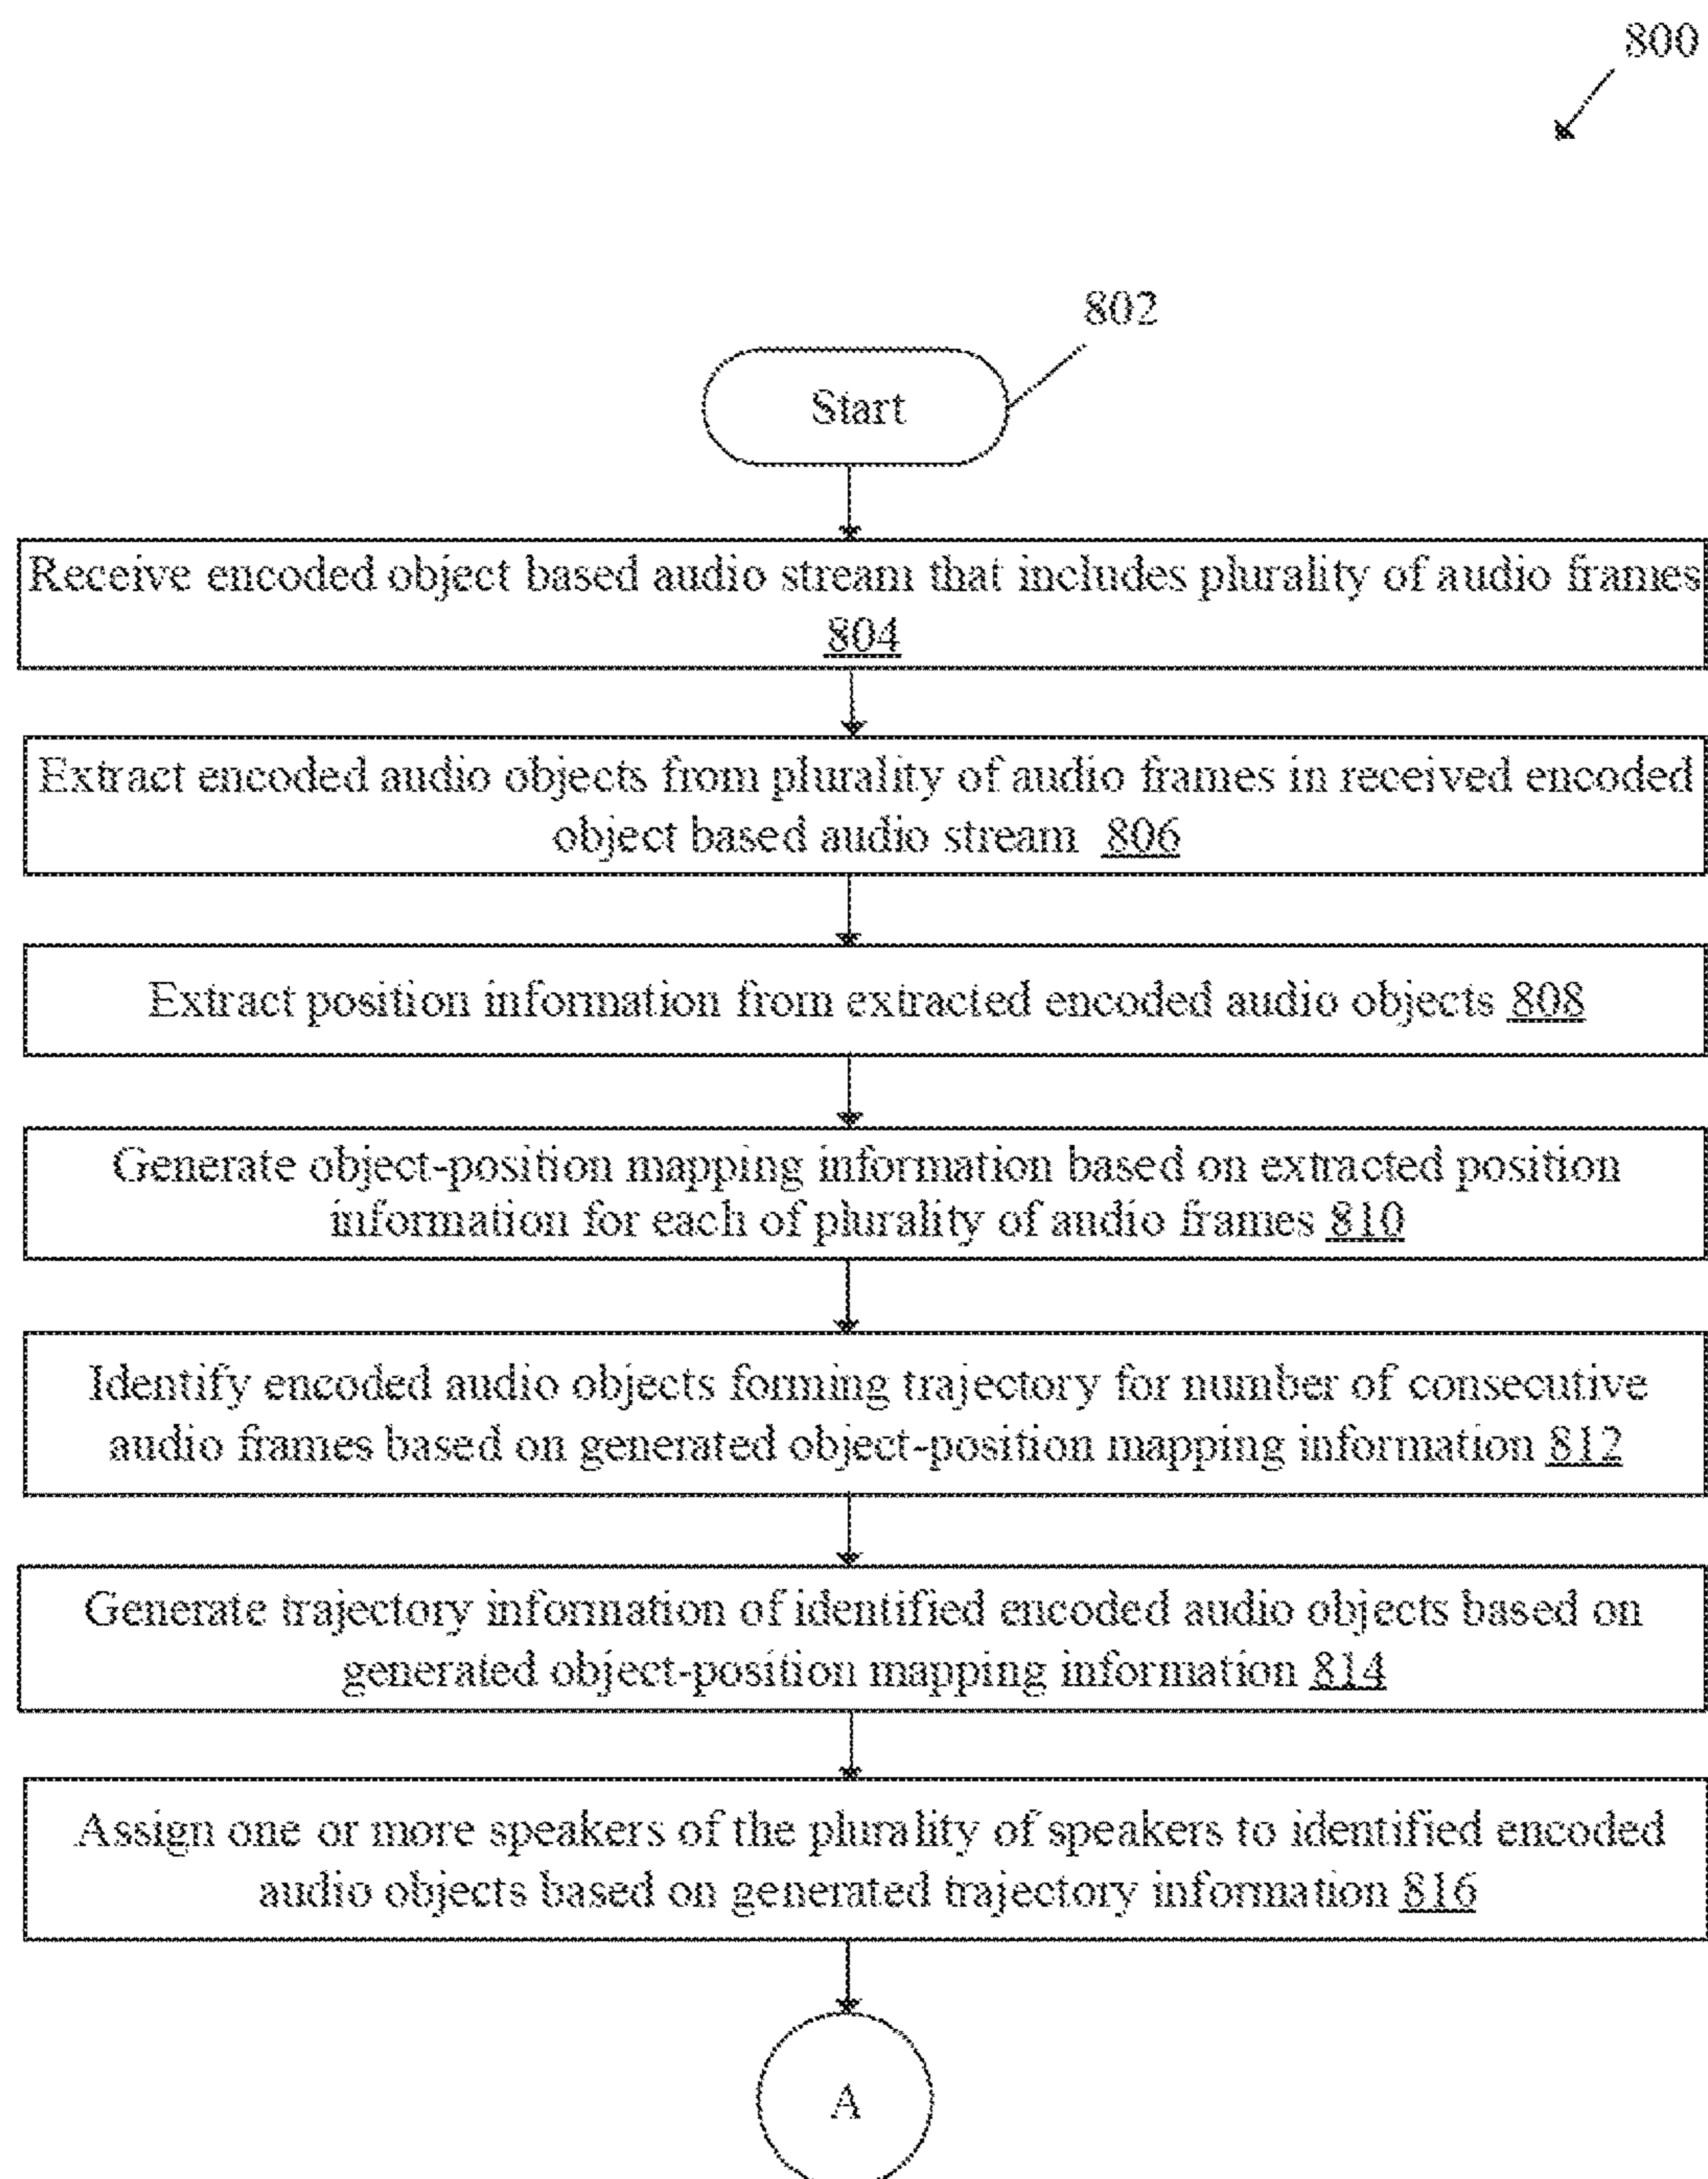 800
802
Start
Receive encoded object based audio stream that includes plurality of audio frames
804
Extract encoded audio objects from plurality of audio frames in received encoded
object based audio stream 806
Extract position information from extracted encoded audio objects 808
Generate object-position mapping information based on extracted position
information for each of plurality of audio frames 810
Identify encoded audio objects forming trajectory for number of consecutive
audio frames based on generated object-position mapping information 812
Generate trajectory information of identified encoded audio objects based on
generated object-position mapping information 814
Assign one or more speakers of the plurality of speakers to identified encoded
audio objects based on generated trajectory information 816
A